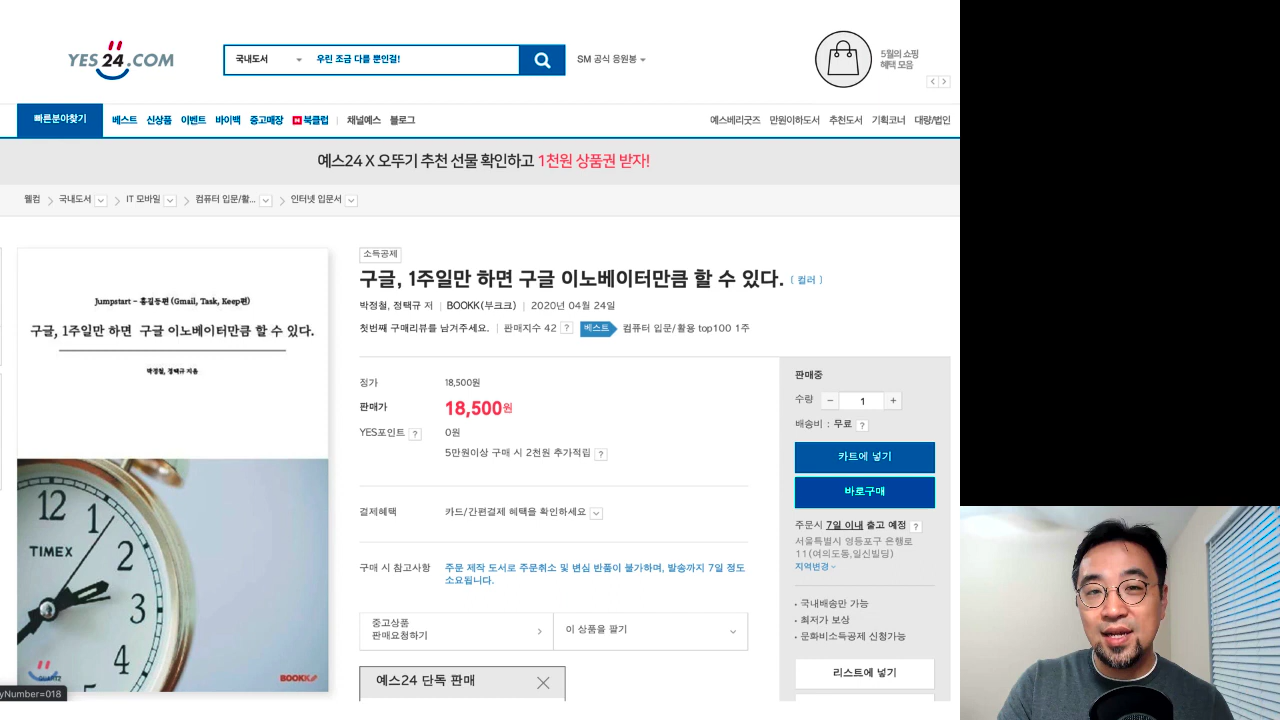 YES24.COM
국내도서
우린 조금 다를 뿐인걸!
SM 공식 응원봉
5월의 쇼핑
혜택 모음
빠른분야찾기
베스트 신상품 이벤트 바이백 중고매장 북클럽 | 채널예스 블로그
예스베리굿즈 만원이하도서 추천도서 기획코너 대량/법인
예스24 X 오뚜기 추천 선물 확인하고 1천원 상품권 받자!
웰컴 > 국내도서 > IT 모바일 > 컴퓨터 입문/활... > 인터넷 입문서
소득공제
구글, 1주일만 하면 구글 이노베이터만큼 할 수 있다. [ 컬러 ]
박정철, 정택규 저 | BOOKK(부크크) | 2020년 04월 24일
첫번째 구매리뷰를 남겨주세요. | 판매지수 42 ? 베스트 컴퓨터 입문/활용 top100 1주
Jumpstart - 홍길동편 (Gmail, Task, Keep편)
구글, 1주일만 하면 구글 이노베이터만큼 할 수 있다.
박정철, 정택규 지음
12
1
2
3
4
TIMEX
QUARTZ
BOOKK
yNumber=018
정가 18,500원
판매가 18,500원
YES포인트 ? 0원
5만원이상 구매 시 2천원 추가적립 ?
결제혜택 카드/간편결제 혜택을 확인하세요
구매 시 참고사항 주문 제작 도서로 주문취소 및 변심 반품이 불가하며, 발송까지 7일 정도
소요됩니다.
중고상품
판매요청하기
이 상품을 팔기
예스24 단독 판매
판매중
수량 － 1 +
배송비 : 무료 ?
카트에 넣기
바로구매
주문시 7일 이내 출고 예정 ?
서울특별시 영등포구 은행로
11(여의도동,일신빌딩)
지역변경
국내배송만 가능
최저가 보상
문화비소득공제 신청가능
리스트에 넣기